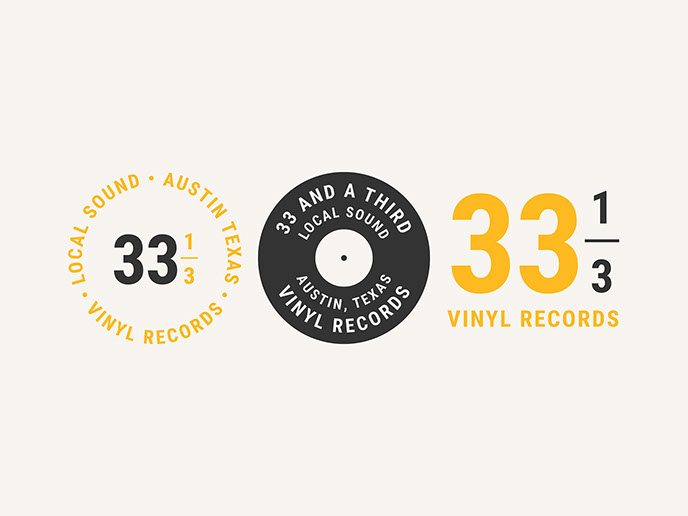 LOCAL SOUND • AUSTIN TEXAS • VINYL RECORDS •
33 1/3
33 AND A THIRD
LOCAL SOUND
AUSTIN, TEXAS
VINYL RECORDS
33 1/3
VINYL RECORDS